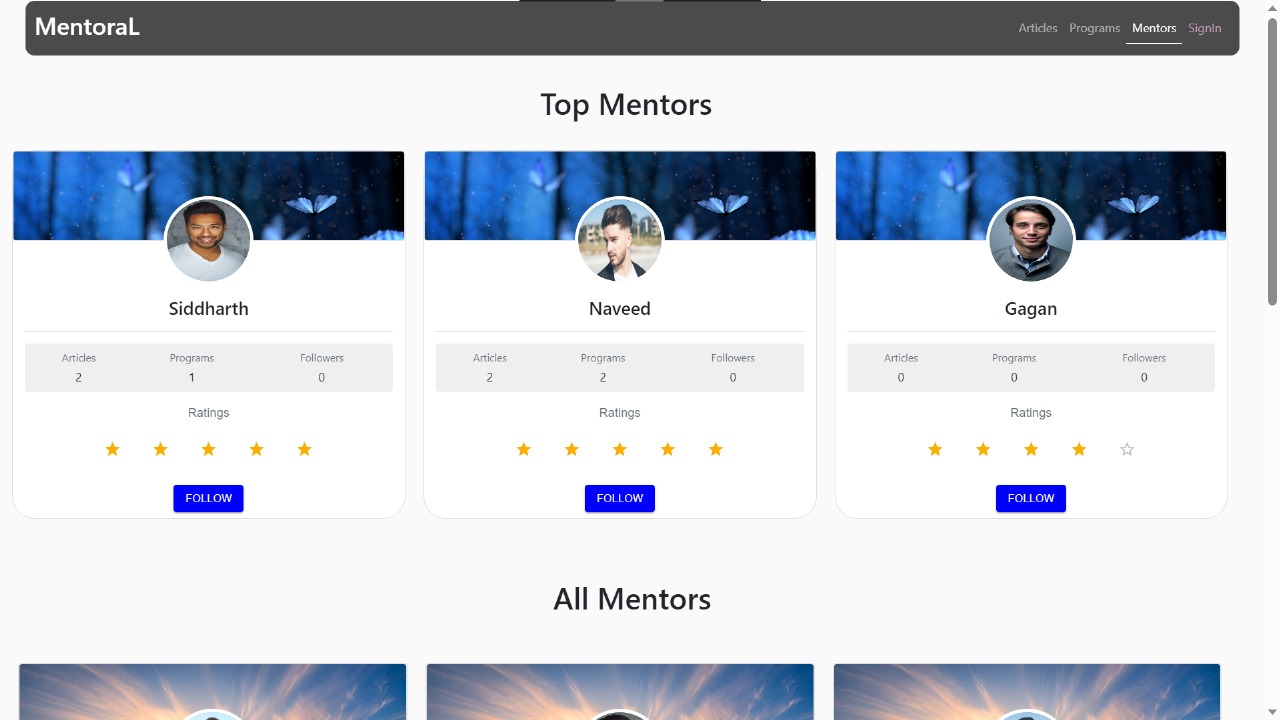 MentoraL
Articles Programs Mentors SignIn
Top Mentors
Siddharth
Articles Programs Followers
2 1 0
Ratings
FOLLOW
Naveed
Articles Programs Followers
2 2 0
Ratings
FOLLOW
Gagan
Articles Programs Followers
0 0 0
Ratings
FOLLOW
All Mentors